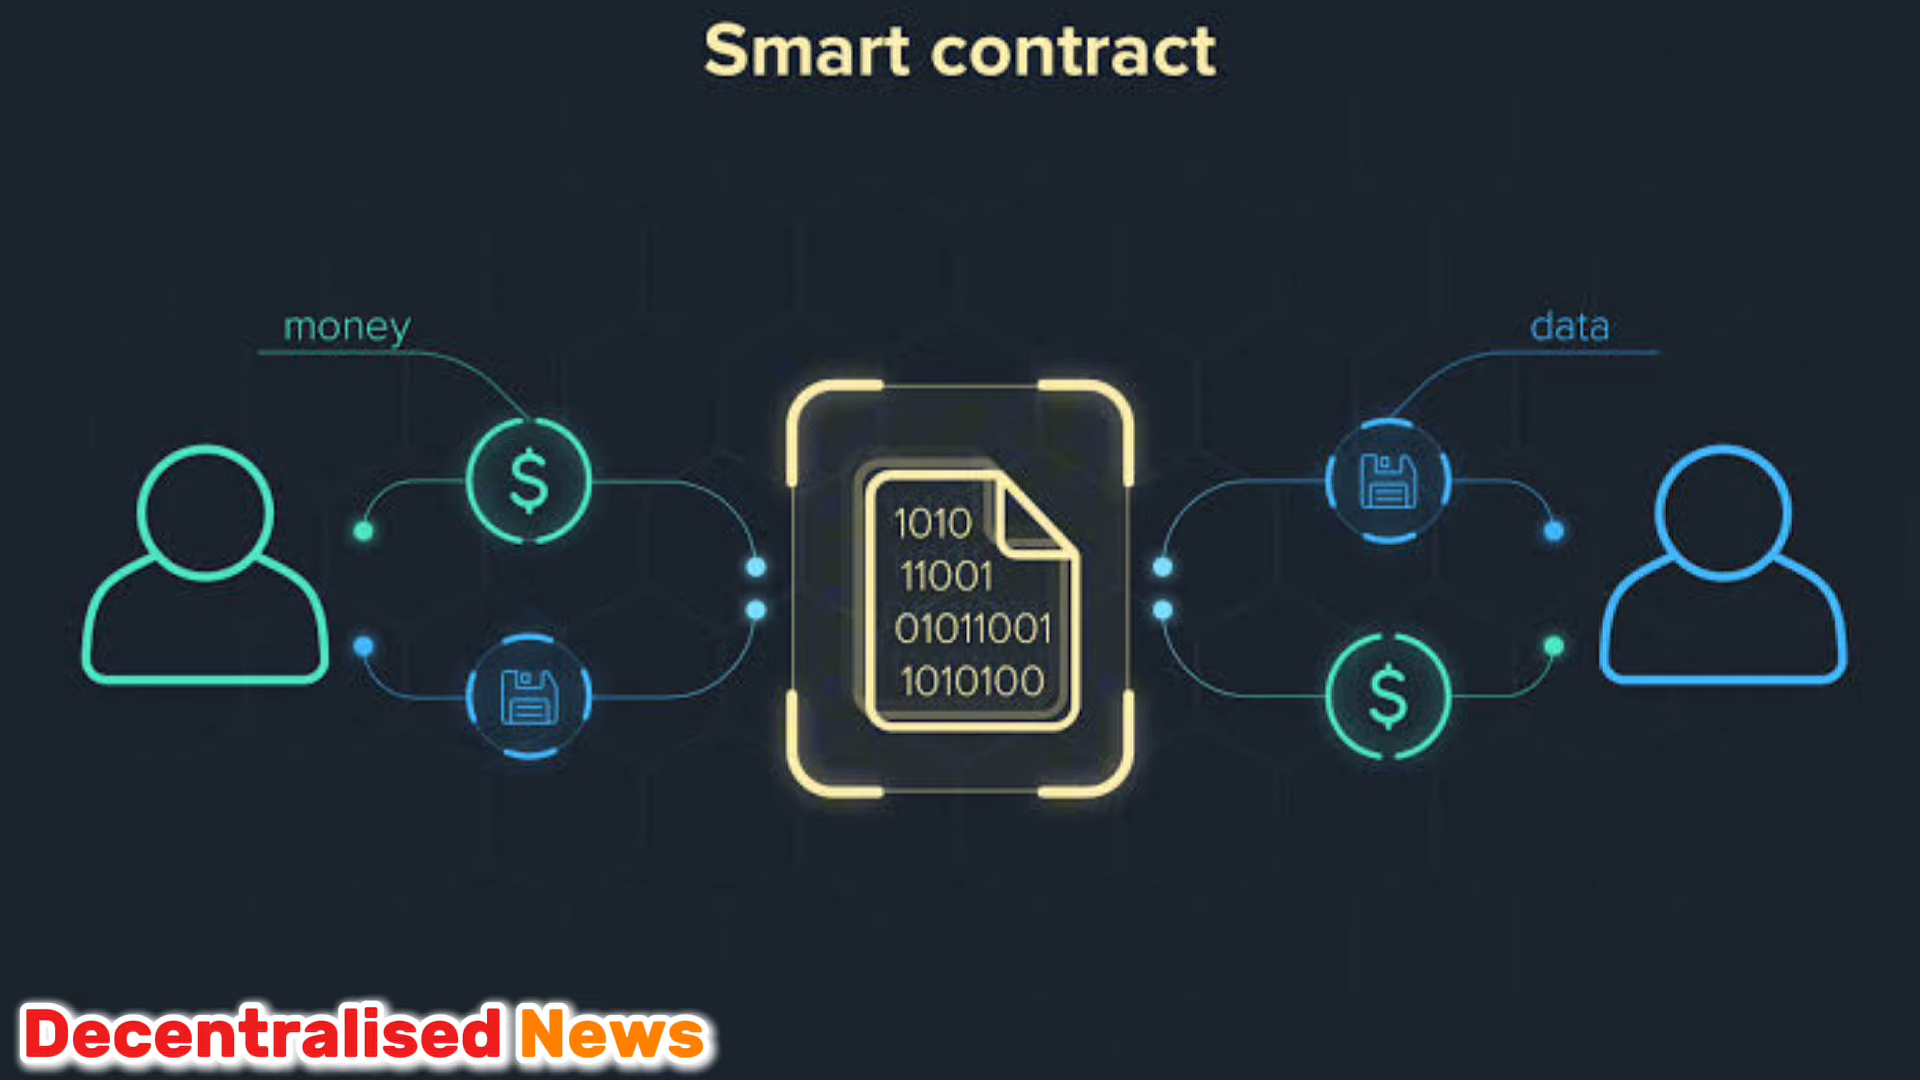 Smart contract
money
data
$
1010
11001
01011001
1010100
$
Decentralised News